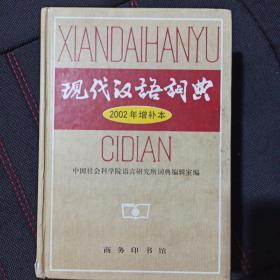 XIANDAIHANYU
现代汉语词典
2002年增补本
CIDIAN
中国社会科学院语言研究所词典编辑室编
商务印书馆